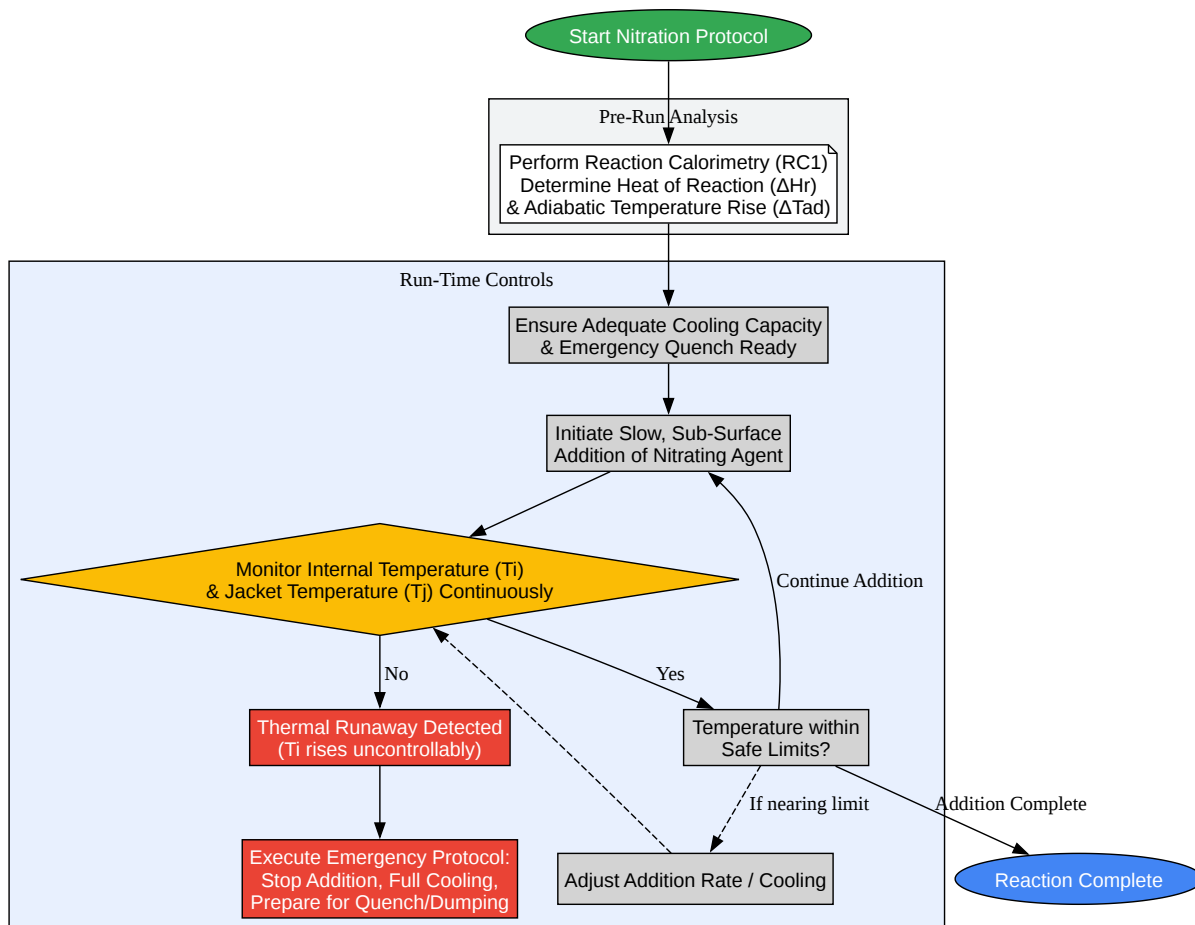 Start Nitration Protocol
Pre-Run Analysis
Perform Reaction Calorimetry (RC1)
Determine Heat of Reaction (ΔHr)
& Adiabatic Temperature Rise (ΔTad)
Run-Time Controls
Ensure Adequate Cooling Capacity
& Emergency Quench Ready
Initiate Slow, Sub-Surface
Addition of Nitrating Agent
Monitor Internal Temperature (Ti)
& Jacket Temperature (Tj) Continuously
Continue Addition
No
Yes
Thermal Runaway Detected
(Ti rises uncontrollably)
Temperature within
Safe Limits?
If nearing limit
Addition Complete
Execute Emergency Protocol:
Stop Addition, Full Cooling,
Prepare for Quench/Dumping
Adjust Addition Rate / Cooling
Reaction Complete